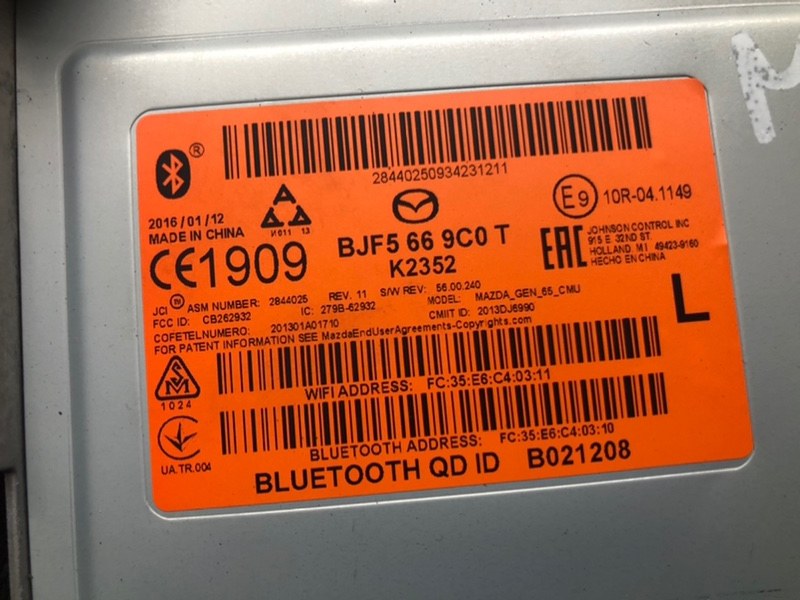 ®
28440250934231211
2016/01/12
MADE IN CHINA
И011 13
BJF5 66 9C0 T
K2352
E9 10R-04.1149
EAC
JOHNSON CONTROL INC
915 E. 32ND ST.
HOLLAND. MI 49423-9160
HECHO EN CHINA
CE1909
JCI ASM NUMBER: 2844025 REV. 11 S/W REV: 56.00.240
FCC ID: CB262932 IC: 279B-62932 MODEL: MAZDA_GEN_65_CMU
COFETELNUMERO: 201301A01710 CMIIT ID: 2013DJ6990
FOR PATENT INFORMATION SEE MazdaEndUserAgreements-Copyrights.com
L
1024
WIFI ADDRESS: FC:35:E6:C4:03:11
UA.TR.004
BLUETOOTH ADDRESS: FC:35:E6:C4:03:10
BLUETOOTH QD ID B021208